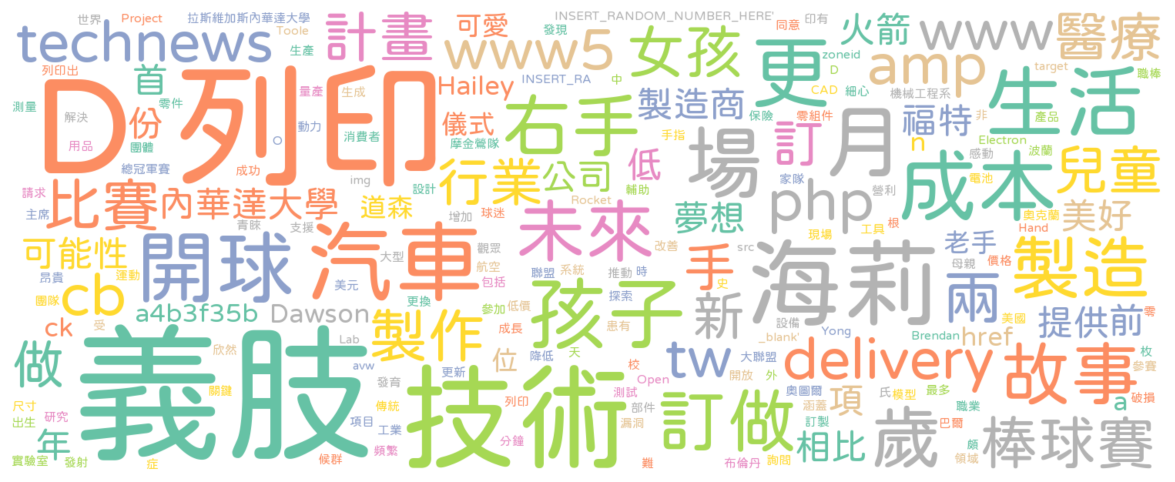 世界 Project 拉斯維加斯內華達大學 INSERT_RANDOM_NUMBER_HERE' 同意 印有 火箭 www 醫療
technews 生產 Toole 計畫 可愛 www5 發現 女孩 更 zoneid amp 機械工程系 target 職棒
列印出 首 D 列印 量產 生成 Hailey INSERT_RA 中 製造商 D CAD 細心 生活
測量 零件 份 動力 消費者 儀式 右手 手指 保險 零組件 訂 月 福特 非 產品
解決 用品 團體 O 摩金鶯隊 低 場 n Electron 感動 波蘭 兒童
總冠軍賽 成功 img 設計 行業 公司 輔助 家隊 營利 電池 成本
請求 比賽 內華達大學 道森 增加 球迷 Rocket 夢想 php 根 奧克蘭 Hand 美好
主席 青睞 支援 未來 現場 工具 老手 價格
可能性 開球 大型 汽車 觀眾 航空 包括 聯盟 系統 推動 時 改善 src 手 海莉 母親 製造
昂貴 運動 cb 美元 更換 參加 低價 孩子 探索 史 新 兩 美國 零
團隊 受 a4b3f35b Dawson 製作 成長 患有 設備 Yong Brendan href 提供前
ck 欣然 Lab 位 降低 天 tw _blank' 大聯盟 枚
做 義肢 avw 更新 校 Open 開放 外 delivery 故事 參賽
關鍵 發育 技術 測試 奧圖爾 氏 模型 最多 破損
尺寸 傳統 項目 列印 部件 訂做 涵蓋 項 職業 a
出生 研究 年 工業 漏洞 訂製 巴爾 歲 棒球賽
實驗室 發射 症 候群 頻繁 分鐘 難 布倫丹 詢問 相比 頗 領域